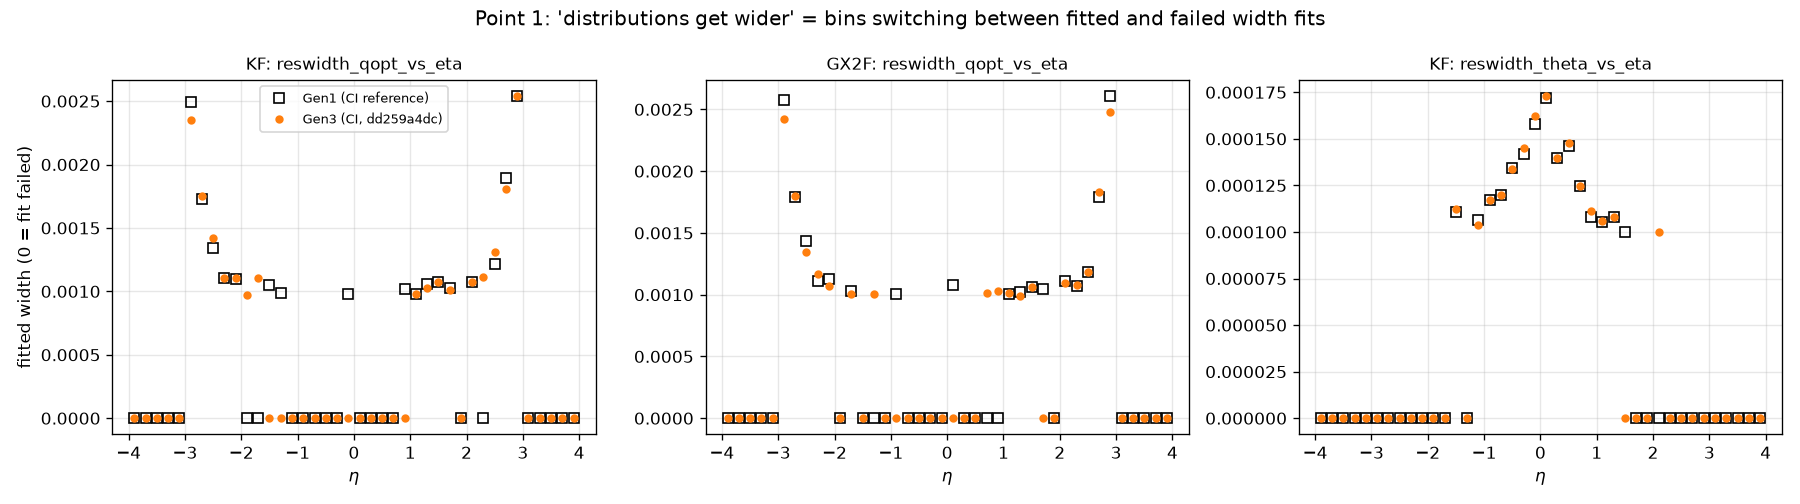 Point 1: 'distributions get wider' = bins switching between fitted and failed width fits
KF: reswidth_qopt_vs_eta
GX2F: reswidth_qopt_vs_eta
KF: reswidth_theta_vs_eta
fitted width (0 = fit failed)
0.0025
0.0020
0.0015
0.0010
0.0005
0.0000
Gen1 (CI reference)
Gen3 (CI, dd259a4dc)
−4 −3 −2 −1 0 1 2 3 4
η
0.0025
0.0020
0.0015
0.0010
0.0005
0.0000
−4 −3 −2 −1 0 1 2 3 4
η
0.000175
0.000150
0.000125
0.000100
0.000075
0.000050
0.000025
0.000000
−4 −3 −2 −1 0 1 2 3 4
η